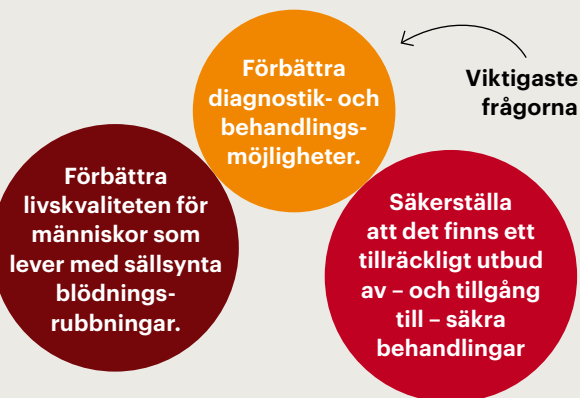 Viktigaste
frågorna
Förbättra
diagnostik- och
behandlings-
möjligheter.
Förbättra
livskvaliteten för
människor som
lever med sällsynta
blödnings-
rubbningar.
Säkerställa
att det finns ett
tillräckligt utbud
av – och tillgång
till – säkra
behandlingar